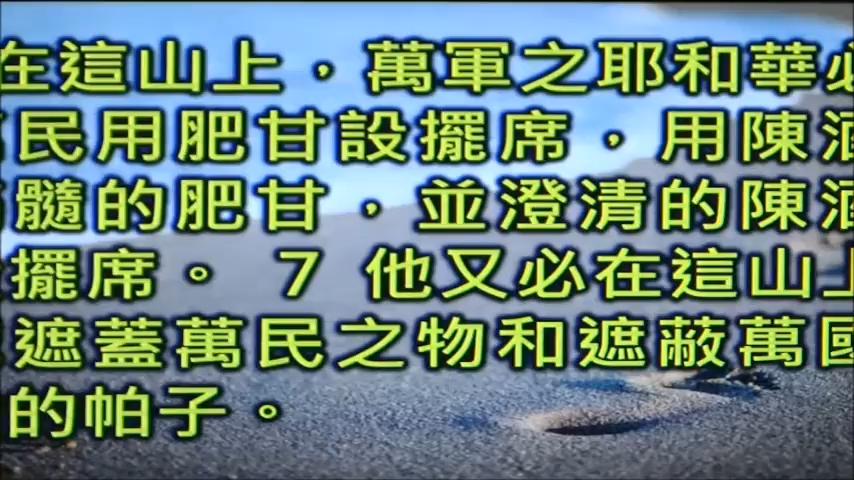 在這山上，萬軍之耶和華必
民用肥甘設擺席，用陳酒
髓的肥甘，並澄清的陳酒
擺席。 7 他又必在這山上
遮蓋萬民之物和遮蔽萬國
的帕子。